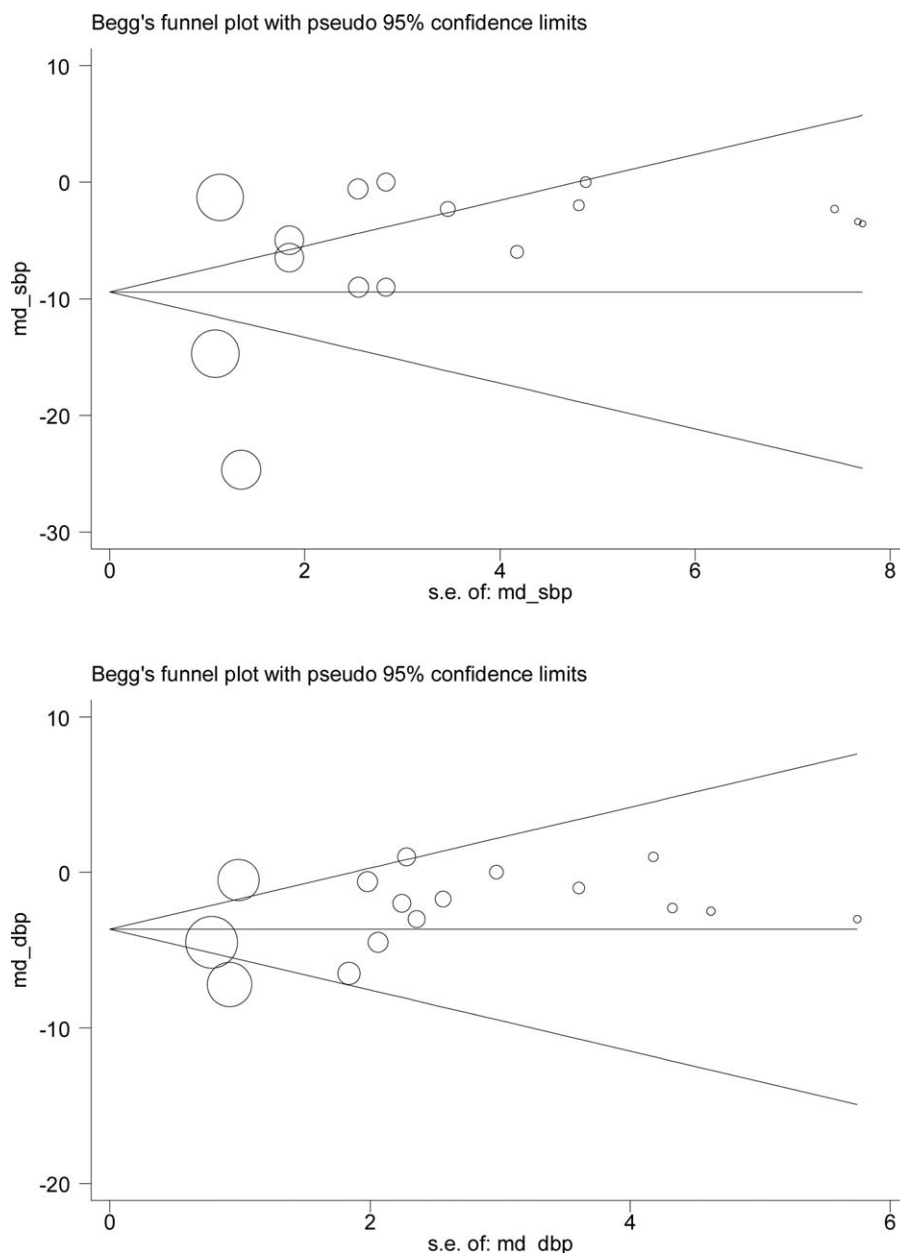 Begg's funnel plot with pseudo 95% confidence limits
10
0
-10
-20
-30
md_sbp
0 2 4 6 8
s.e. of: md_sbp
Begg's funnel plot with pseudo 95% confidence limits
10
0
-10
-20
md_dbp
0 2 4 6
s.e. of: md_dbp